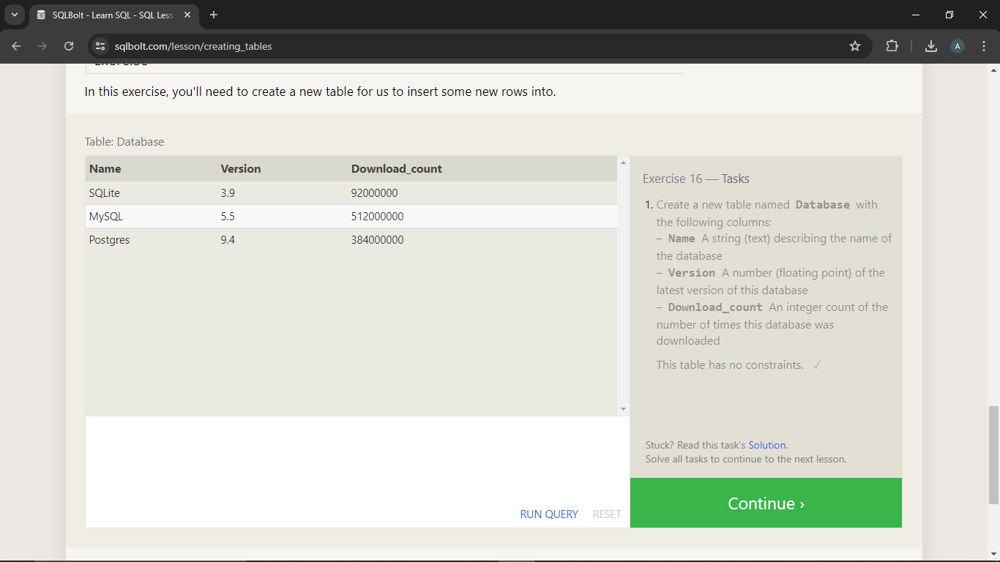 SQLBolt - Learn SQL - SQL Less
sqlbolt.com/lesson/creating_tables
A
Exercise
In this exercise, you'll need to create a new table for us to insert some new rows into.
Table: Database
Name Version Download_count
SQLite 3.9 92000000
MySQL 5.5 512000000
Postgres 9.4 384000000
RUN QUERY RESET
Exercise 16 — Tasks
1. Create a new table named Database with
the following columns:
– Name A string (text) describing the name of
the database
– Version A number (floating point) of the
latest version of this database
– Download_count An integer count of the
number of times this database was
downloaded
This table has no constraints. ✓
Stuck? Read this task's Solution.
Solve all tasks to continue to the next lesson.
Continue ›